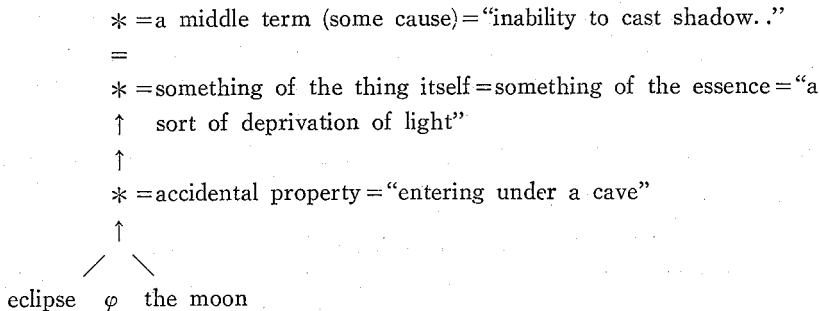 * =a middle term (some cause)=“inability to cast shadow. .”
=
* =something of the thing itself=something of the essence=“a
↑ sort of deprivation of light”
↑
* =accidental property=“entering under a cave”
↑
/ \
eclipse φ the moon